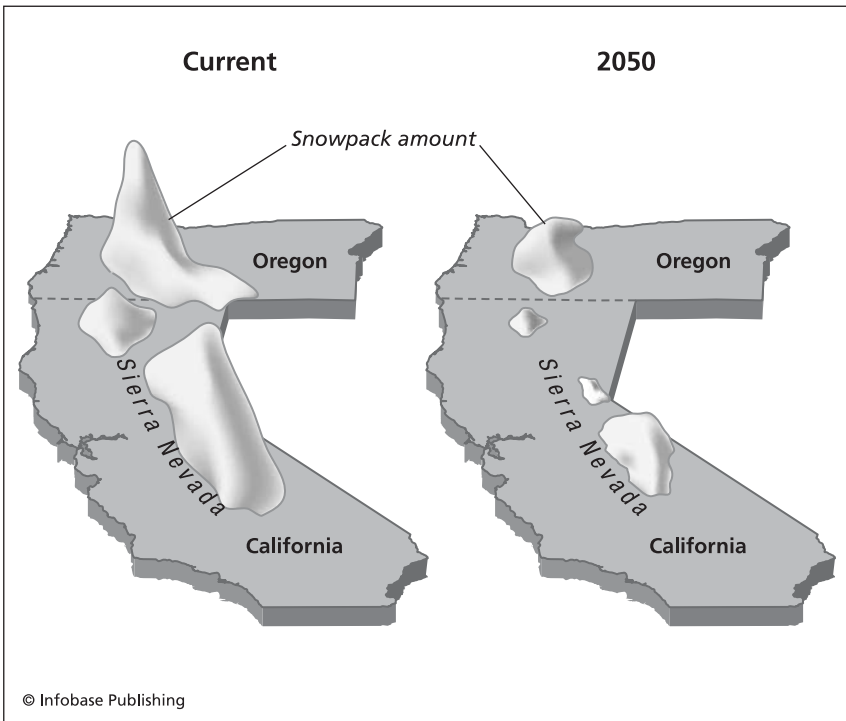 Current
2050
Snowpack amount
Oregon
Oregon
Sierra Nevada
Sierra Nevada
California
California
© Infobase Publishing